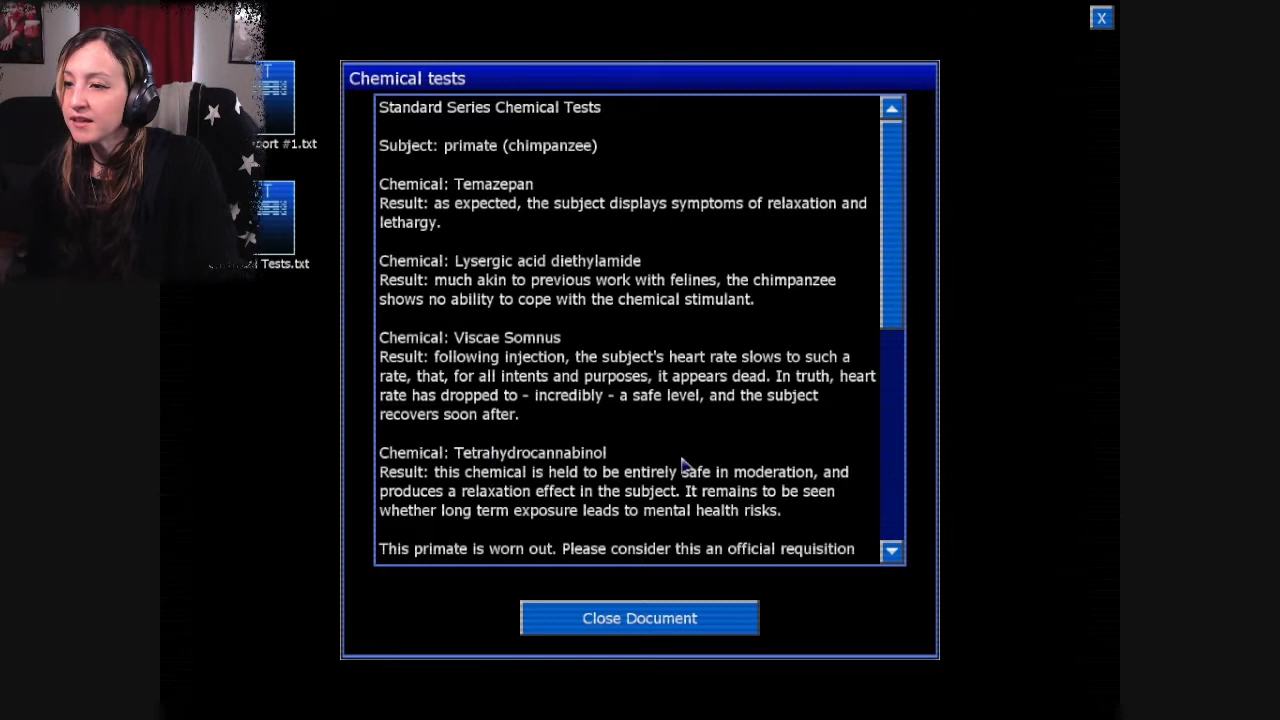 X
Chemical tests
Standard Series Chemical Tests
Subject: primate (chimpanzee)
Chemical: Temazepan
Result: as expected, the subject displays symptoms of relaxation and
lethargy.
Chemical: Lysergic acid diethylamide
Result: much akin to previous work with felines, the chimpanzee
shows no ability to cope with the chemical stimulant.
Chemical: Viscae Somnus
Result: following injection, the subject's heart rate slows to such a
rate, that, for all intents and purposes, it appears dead. In truth, heart
rate has dropped to - incredibly - a safe level, and the subject
recovers soon after.
Chemical: Tetrahydrocannabinol
Result: this chemical is held to be entirely safe in moderation, and
produces a relaxation effect in the subject. It remains to be seen
whether long term exposure leads to mental health risks.
This primate is worn out. Please consider this an official requisition
Close Document
T
ort #1.txt
T
Tests.txt